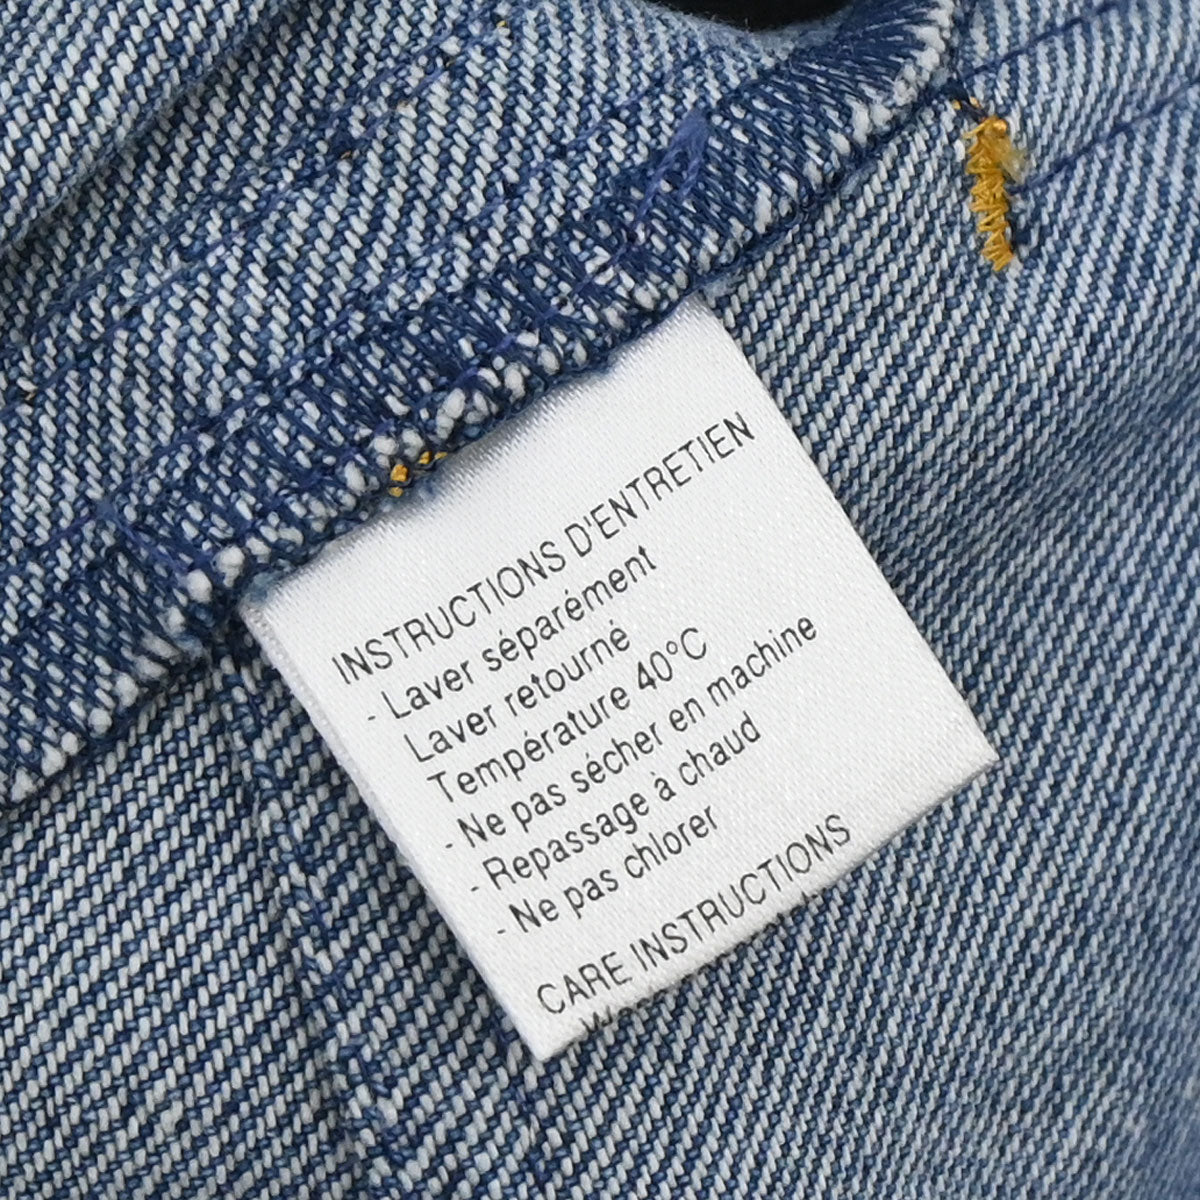 INSTRUCTIONS D'ENTRETIEN
- Laver séparément
Laver retourné
Température 40°C
- Ne pas sécher en machine
- Repassage à chaud
- Ne pas chlorer
CARE INSTRUCTIONS